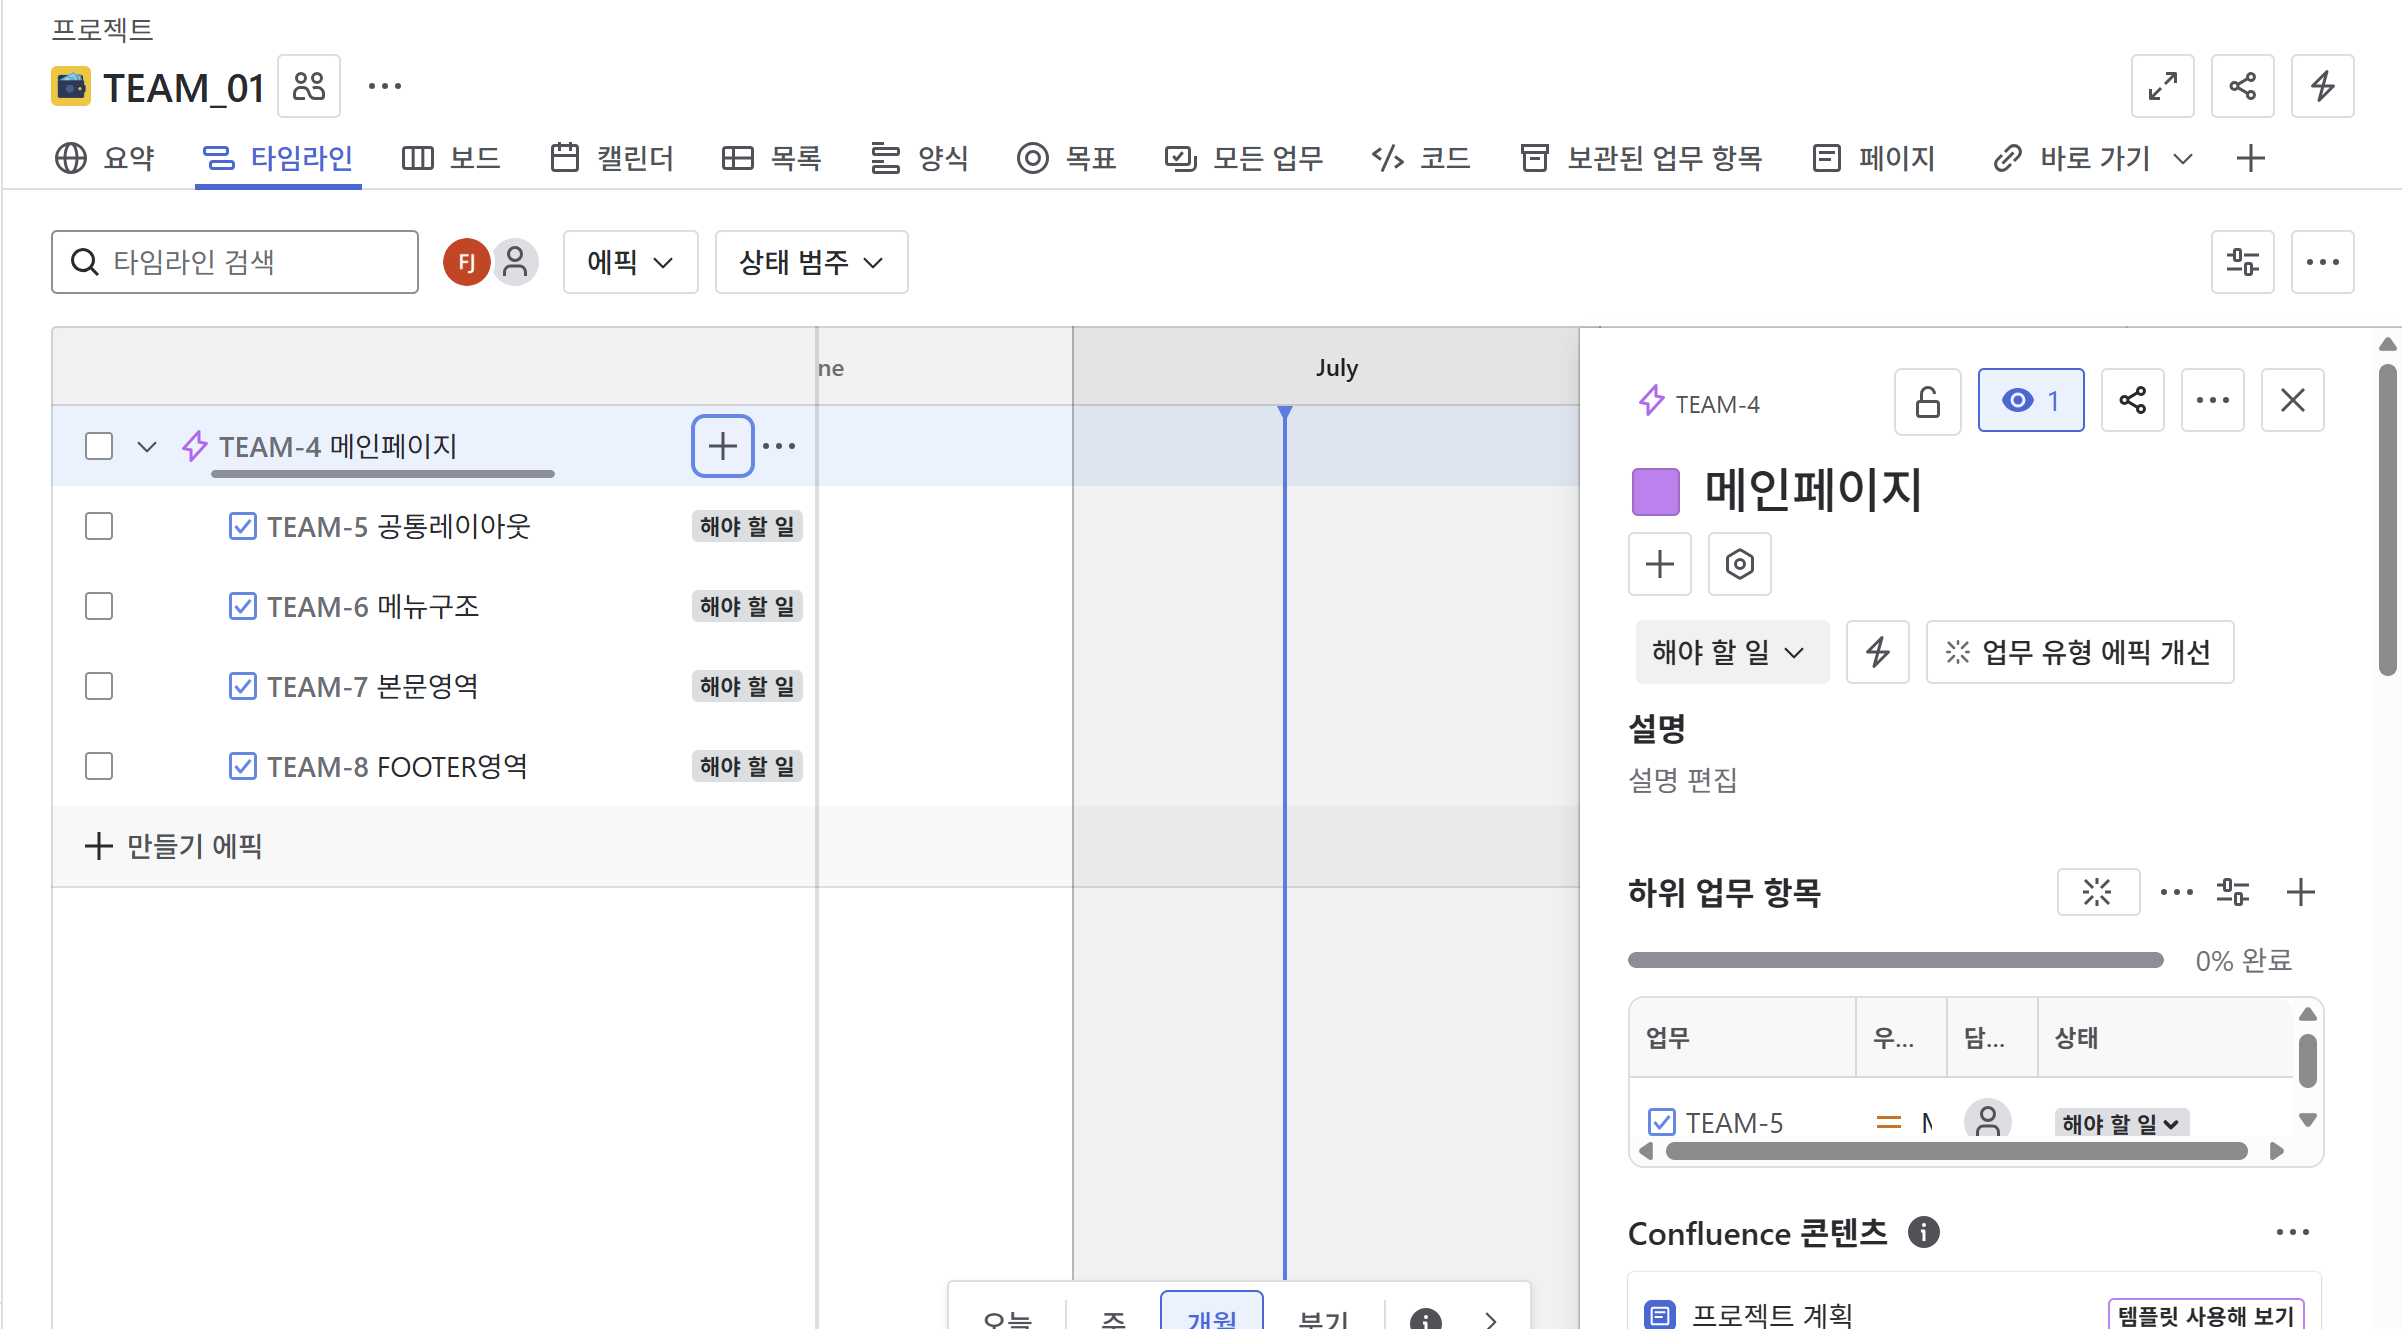 프로젝트
TEAM_01
요약 타임라인 보드 캘린더 목록 양식 목표 모든 업무 코드 보관된 업무 항목 페이지 바로 가기
타임라인 검색 FJ 에픽 상태 범주
ne July
TEAM-4 메인페이지
TEAM-5 공통레이아웃 해야 할 일
TEAM-6 메뉴구조 해야 할 일
TEAM-7 본문영역 해야 할 일
TEAM-8 FOOTER영역 해야 할 일
만들기 에픽
오늘 주 개월 분기
TEAM-4 1
메인페이지
해야 할 일 업무 유형 에픽 개선
설명
설명 편집
하위 업무 항목
0% 완료
업무 우... 담... 상태
TEAM-5 해야 할 일
Confluence 콘텐츠
프로젝트 계획 템플릿 사용해 보기